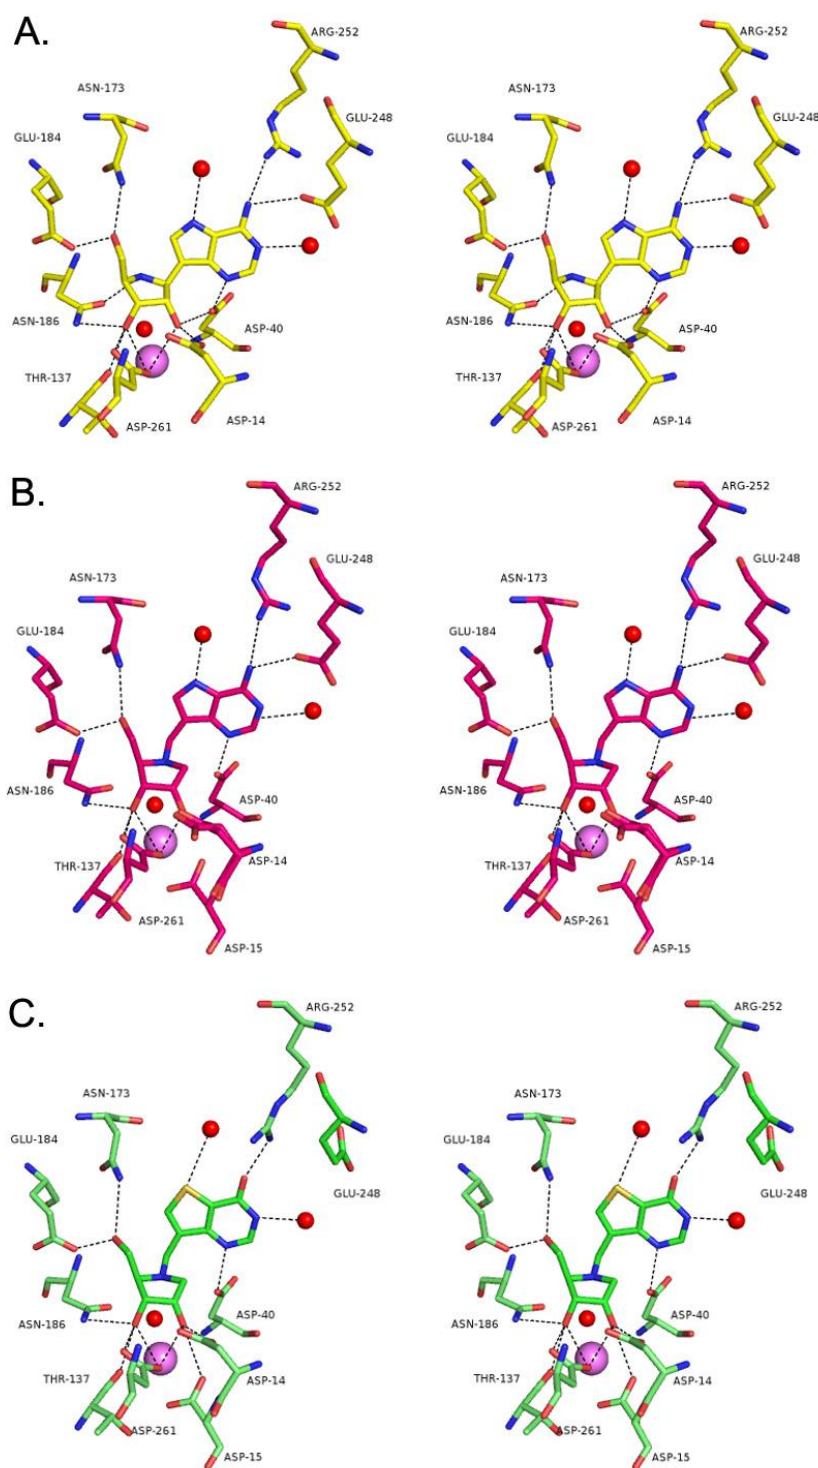 A.
ARG-252 ARG-252
ASN-173 ASN-173
GLU-248 GLU-248
GLU-184 GLU-184
ASN-186 ASN-186
ASP-40 ASP-40
THR-137 THR-137
ASP-261 ASP-14 ASP-261 ASP-14
B.
ARG-252 ARG-252
GLU-248 GLU-248
ASN-173 ASN-173
GLU-184 GLU-184
ASN-186 ASP-40 ASN-186 ASP-40
THR-137 ASP-14 THR-137 ASP-14
ASP-261 ASP-261
ASP-15 ASP-15
C.
ARG-252 ARG-252
ASN-173 ASN-173
GLU-184 GLU-184
GLU-248 GLU-248
ASN-186 ASP-40 ASN-186 ASP-40
THR-137 ASP-14 THR-137 ASP-14
ASP-261 ASP-261
ASP-15 ASP-15